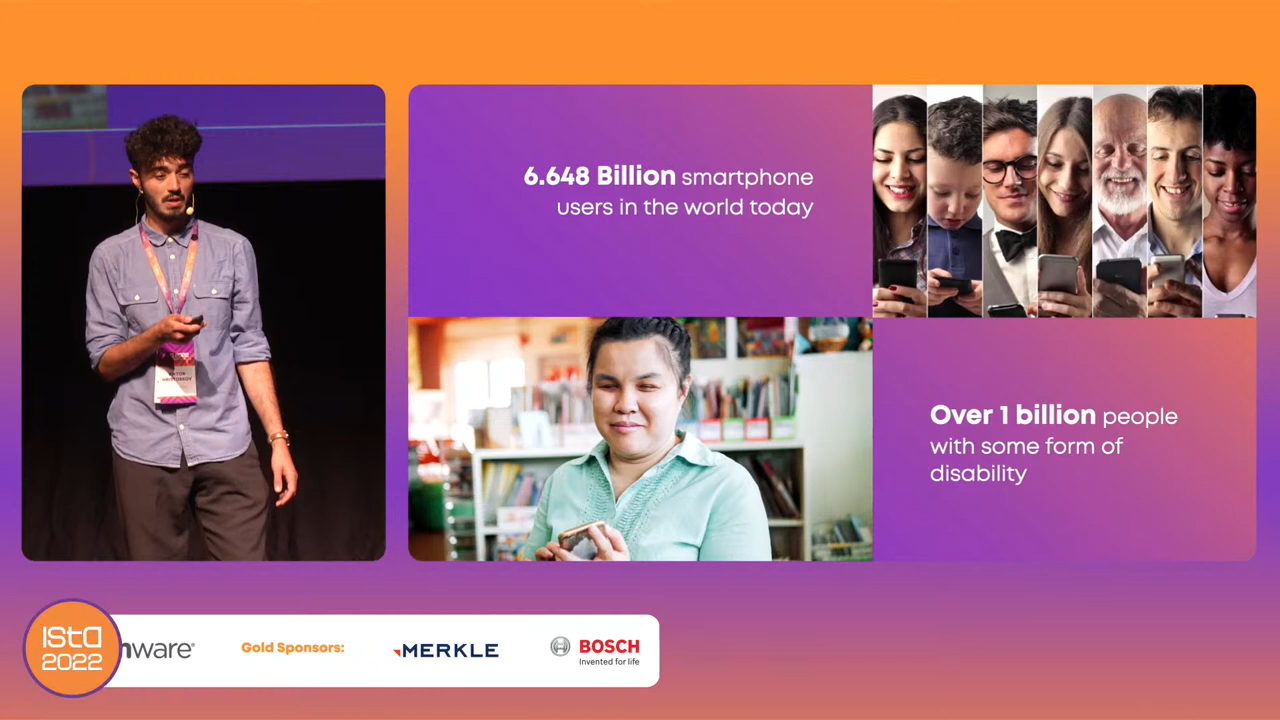 6.648 Billion smartphone
users in the world today
Over 1 billion people
with some form of
disability
ISta
2022
mware®
Gold Sponsors:
MERKLE
BOSCH
Invented for life